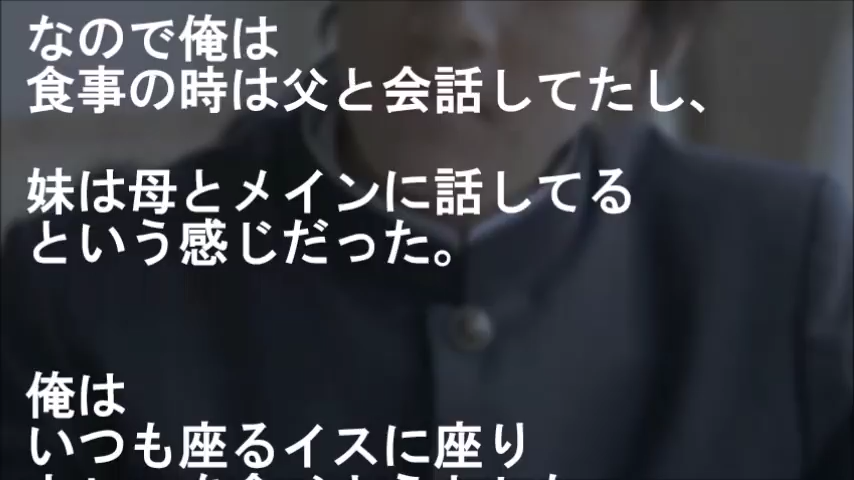 なので俺は
食事の時は父と会話してたし、
妹は母とメインに話してる
という感じだった。
俺は
いつも座るイスに座り